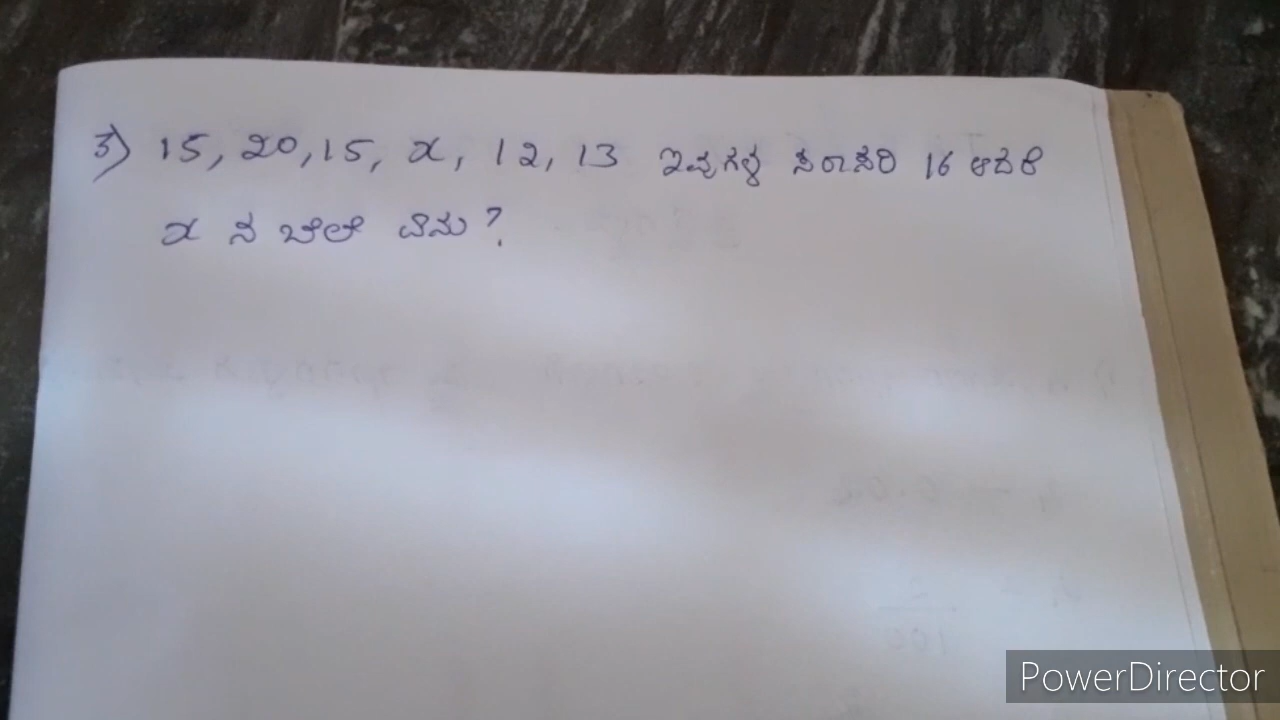 3) 15, 20, 15, x, 12, 13 ಇವುಗಳ ಸರಾಸರಿ 16 ಆದರೆ
x ನ ಬೆಲೆ ಏನು?
PowerDirector